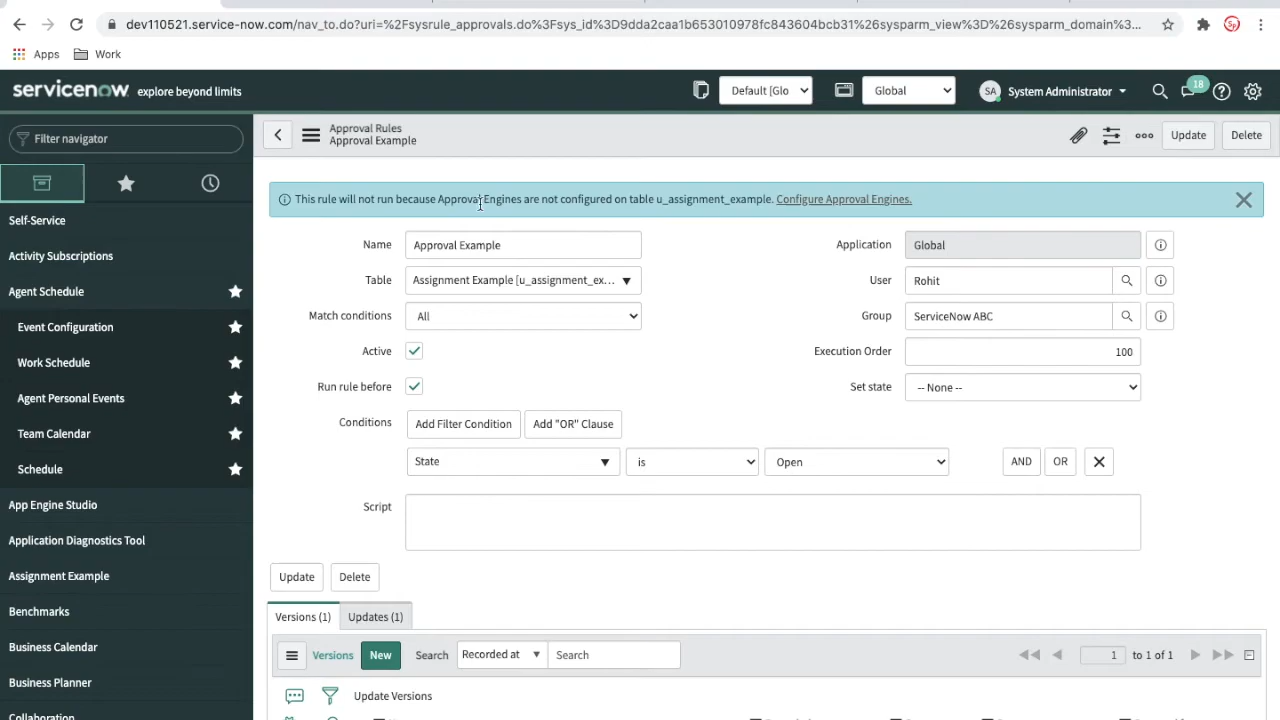 dev110521.service-now.com/nav_to.do?uri=%2Fsysrule_approvals.do%3Fsys_id%3D9dda2caa1b653010978fc843604bcb31%26sysparm_view%3D%26sysparm_domain%3...
Sp
Apps Work
servicenow explore beyond limits
Default [Glo
Global
SA System Administrator
18
Filter navigator
Approval Rules
Approval Example
Update Delete
This rule will not run because Approval Engines are not configured on table u_assignment_example. Configure Approval Engines.
Self-Service
Activity Subscriptions
Agent Schedule
Event Configuration
Work Schedule
Agent Personal Events
Team Calendar
Schedule
App Engine Studio
Application Diagnostics Tool
Assignment Example
Benchmarks
Business Calendar
Business Planner
Collaboration
Name Approval Example
Application Global
Table Assignment Example [u_assignment_ex...
User Rohit
Match conditions All
Group ServiceNow ABC
Active
Execution Order 100
Run rule before
Set state -- None --
Conditions Add Filter Condition Add "OR" Clause
State is Open AND OR
Script
Update Delete
Versions (1) Updates (1)
Versions New Search Recorded at Search 1 to 1 of 1
Update Versions